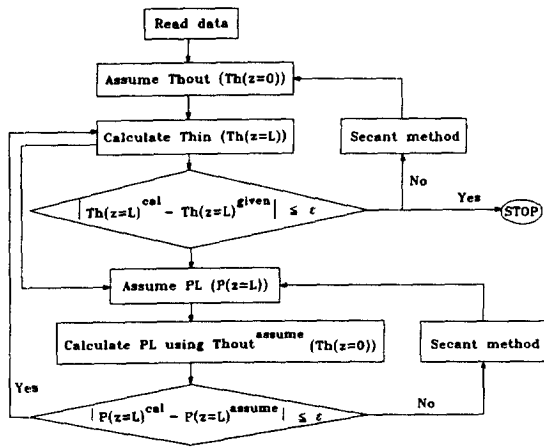 Read data
Assume Thout (Th(z=0))
Calculate Thin (Th(z=L))
Secant method
No
Yes
|Th(z=L)^cal − Th(z=L)^given| ≤ ε
STOP
Assume PL (P(z=L))
Calculate PL using Thout^assume (Th(z=0))
Secant method
Yes
No
|P(z=L)^cal − P(z=L)^assume| ≤ ε